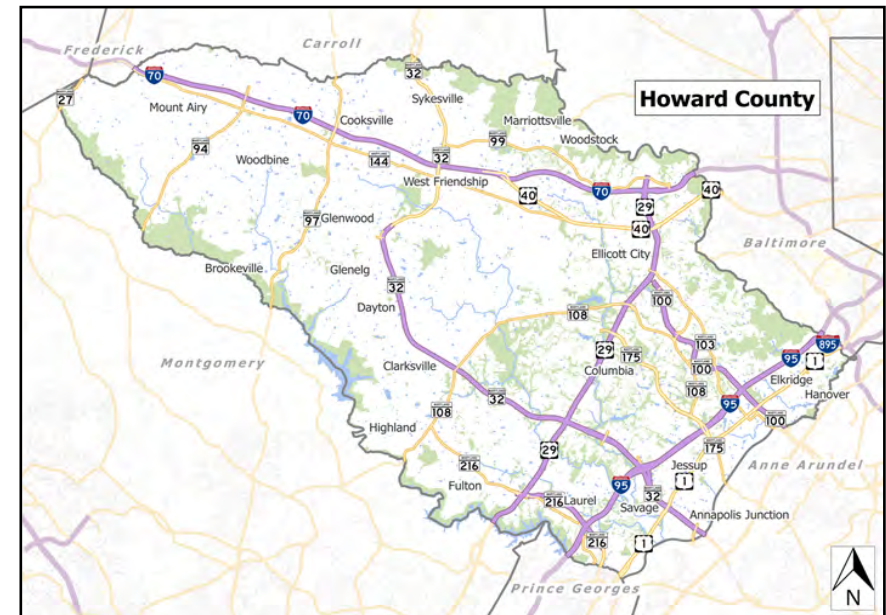 Howard County
Frederick
Carroll
Baltimore
Montgomery
Anne Arundel
Prince Georges
Mount Airy
Cooksville
Sykesville
Marriottsville
Woodstock
Woodbine
West Friendship
Glenwood
Ellicott City
Brookeville
Glenelg
Dayton
Clarksville
Columbia
Elkridge
Hanover
Highland
Fulton
Laurel
Jessup
Savage
Annapolis Junction
70
27
32
70
94
144
99
32
40
70
40
29
40
97
32
100
108
29
175
103
100
108
95
895
1
32
108
95
100
175
29
216
95
1
32
216
216
1
N